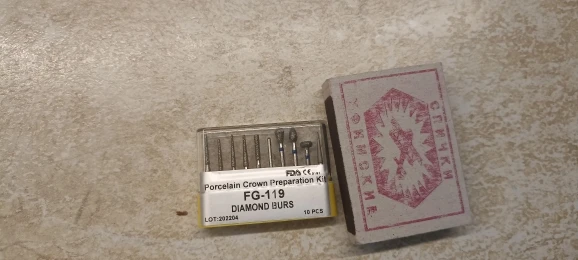 FDA CE
Porcelain Crown Preparation Kit
FG-119
DIAMOND BURS
LOT:202204
10 PCS
СПИЧКИ